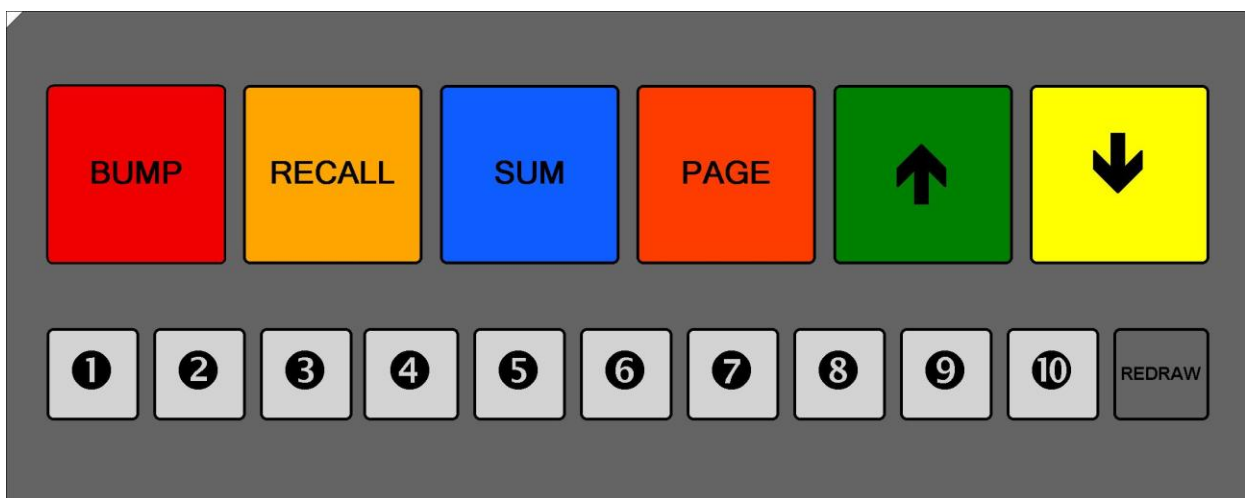 BUMP RECALL SUM PAGE ↑ ↓
❶ ❷ ❸ ❹ ❺ ❻ ❼ ❽ ❾ ❿ REDRAW